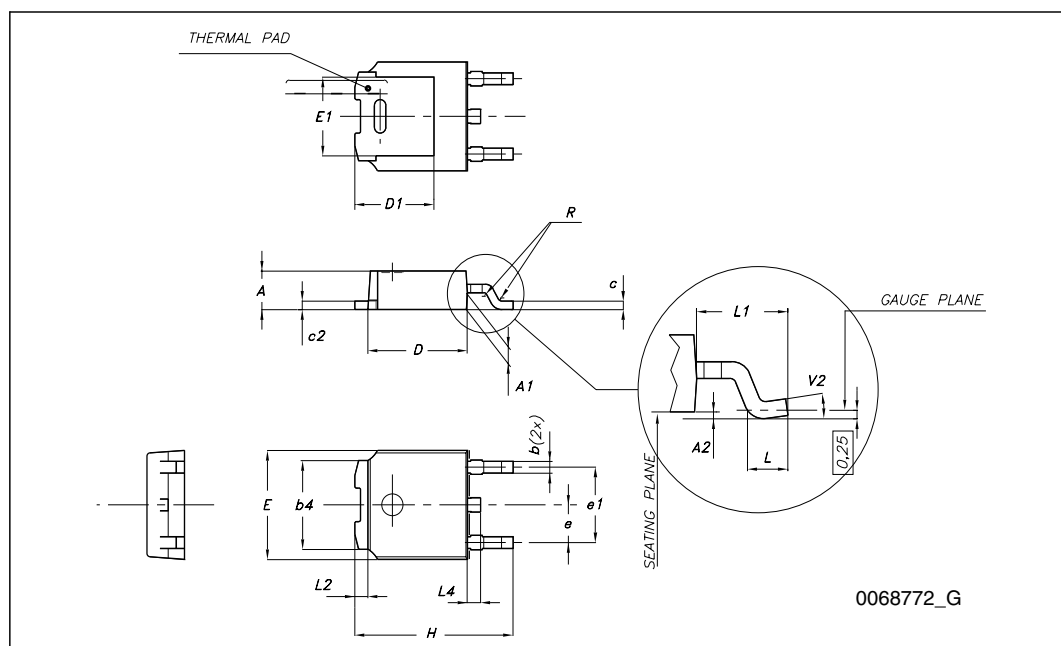 THERMAL PAD
E1
D1
R
A
c
c2
D
A1
GAUGE PLANE
L1
V2
A2
L
0,25
SEATING PLANE
b(2x)
E
b4
e
e1
L2
L4
H
0068772_G